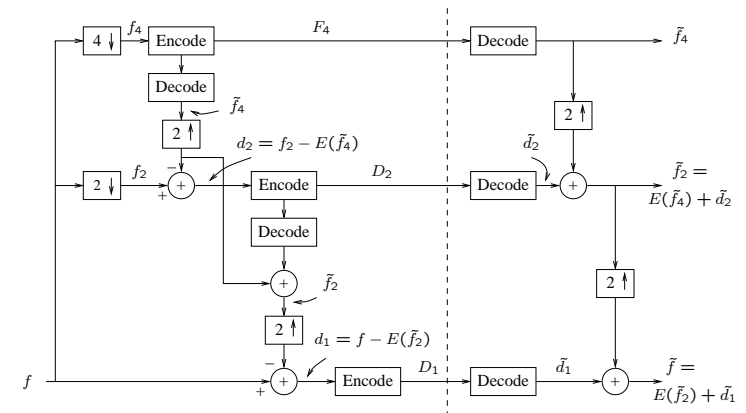 4 ↓
f₄
Encode
F₄
Decode
f̃₄
Decode
f̃₄
2 ↑
2 ↑
d₂ = f₂ − E(f̃₄)
d̃₂
2 ↓
f₂
−
+
+
Encode
D₂
Decode
+
f̃₂ =
E(f̃₄) + d̃₂
Decode
+
f̃₂
2 ↑
2 ↑
d₁ = f − E(f̃₂)
f
−
+
+
Encode
D₁
Decode
d̃₁
+
f̃ =
E(f̃₂) + d̃₁